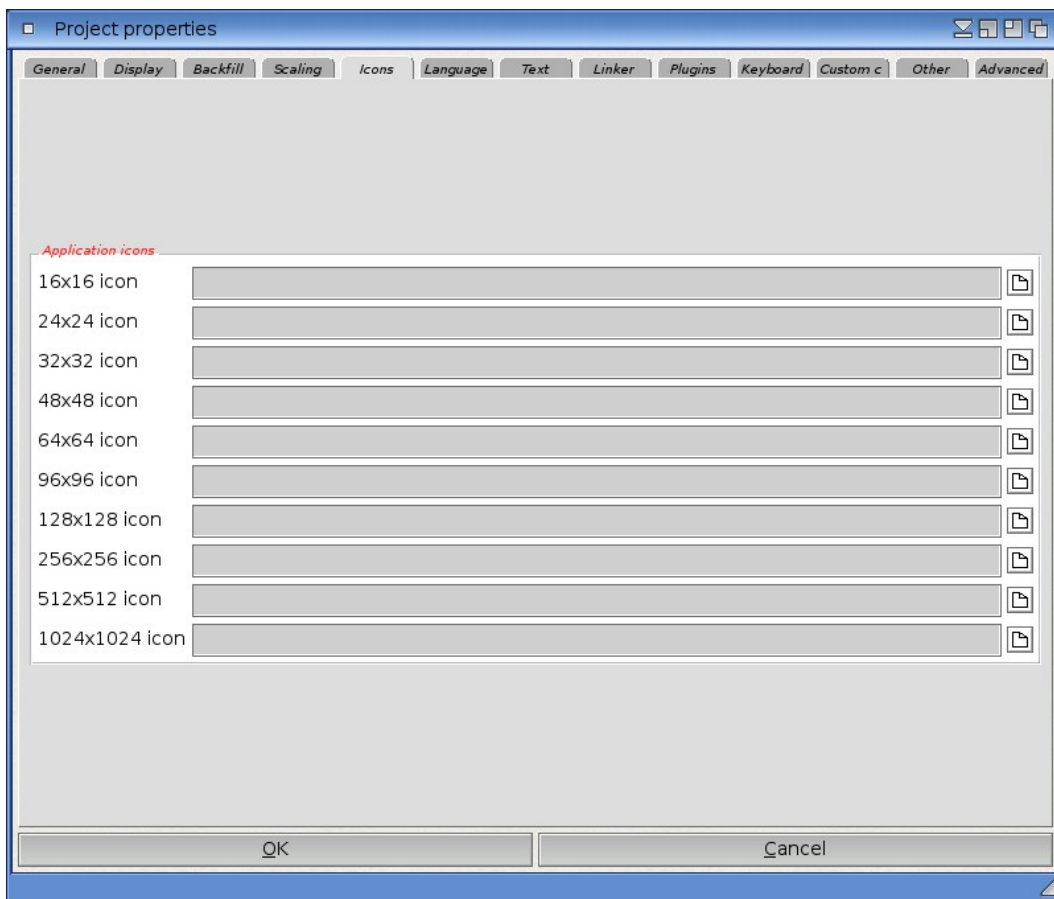 Project properties
General Display Backfill Scaling Icons Language Text Linker Plugins Keyboard Custom c Other Advanced
Application icons
16x16 icon
24x24 icon
32x32 icon
48x48 icon
64x64 icon
96x96 icon
128x128 icon
256x256 icon
512x512 icon
1024x1024 icon
OK Cancel